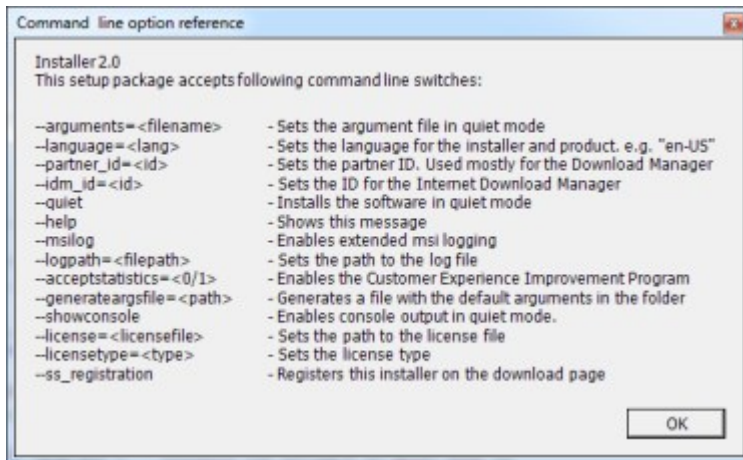 Command line option reference
Installer2.0
This setup package accepts following command line switches:
--arguments=<filename> - Sets the argument file in quiet mode
--language=<lang> - Sets the language for the installer and product. e.g. "en-US"
--partner_id=<id> - Sets the partner ID. Used mostly for the Download Manager
--idm_id=<id> - Sets the ID for the Internet Download Manager
--quiet - Installs the software in quiet mode
--help - Shows this message
--msilog - Enables extended msi logging
--logpath=<filepath> - Sets the path to the log file
--acceptstatistics=<0/1> - Enables the Customer Experience Improvement Program
--generateargsfile=<path> - Generates a file with the default arguments in the folder
--showconsole - Enables console output in quiet mode.
--license=<licensefile> - Sets the path to the license file
--licensetype=<type> - Sets the license type
--ss_registration - Registers this installer on the download page
OK